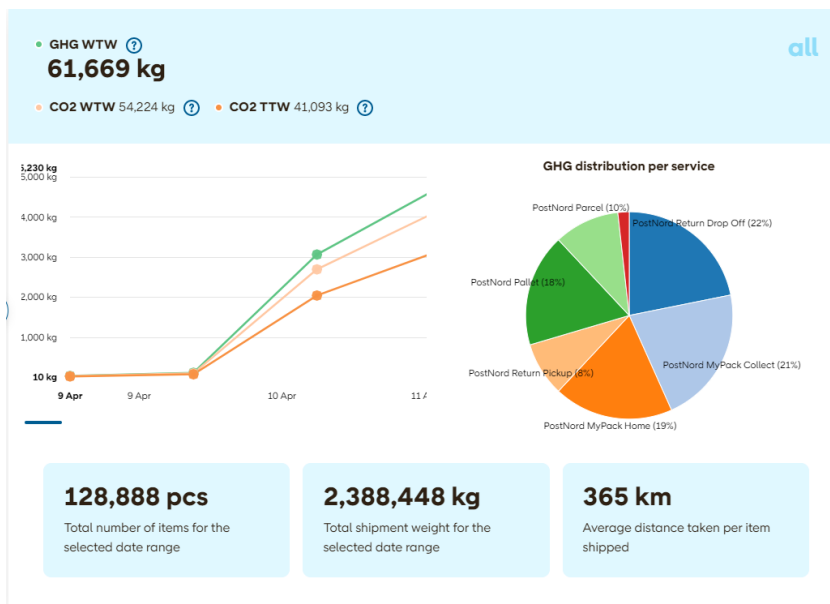 GHG WTW ?
61,669 kg
all
CO2 WTW 54,224 kg ? CO2 TTW 41,093 kg ?
5,230 kg
5,000 kg
4,000 kg
3,000 kg
2,000 kg
1,000 kg
10 kg
9 Apr 9 Apr 10 Apr 11 A
GHG distribution per service
PostNord Parcel (10%)
PostNord Return Drop Off (22%)
PostNord Pallet (18%)
PostNord MyPack Collect (21%)
PostNord Return Pickup (8%)
PostNord MyPack Home (19%)
128,888 pcs
Total number of items for the
selected date range
2,388,448 kg
Total shipment weight for the
selected date range
365 km
Average distance taken per item
shipped